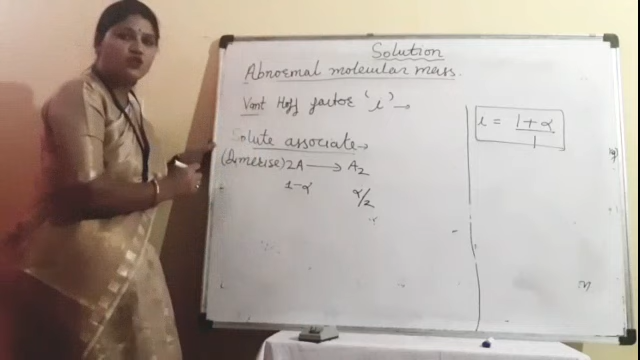 Solution
Abnormal molecular mass.
Vant Hoff factor 'i' →
Solute associate→
(Dimerise) 2A ⟶ A₂
1-α α/2
i = 1+α / 1